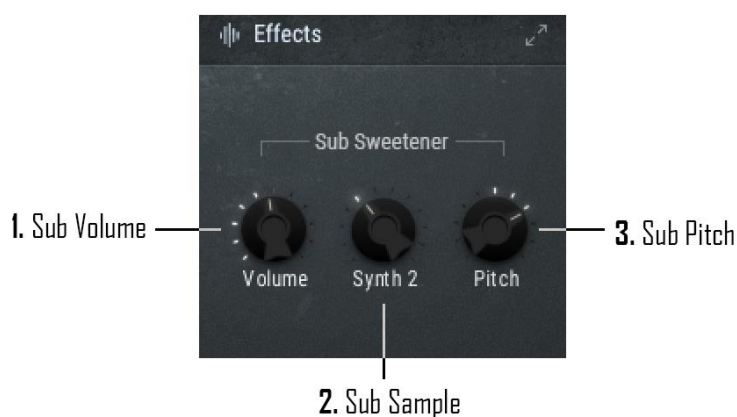 Effects
Sub Sweetener
1. Sub Volume
3. Sub Pitch
Volume
Synth 2
Pitch
2. Sub Sample